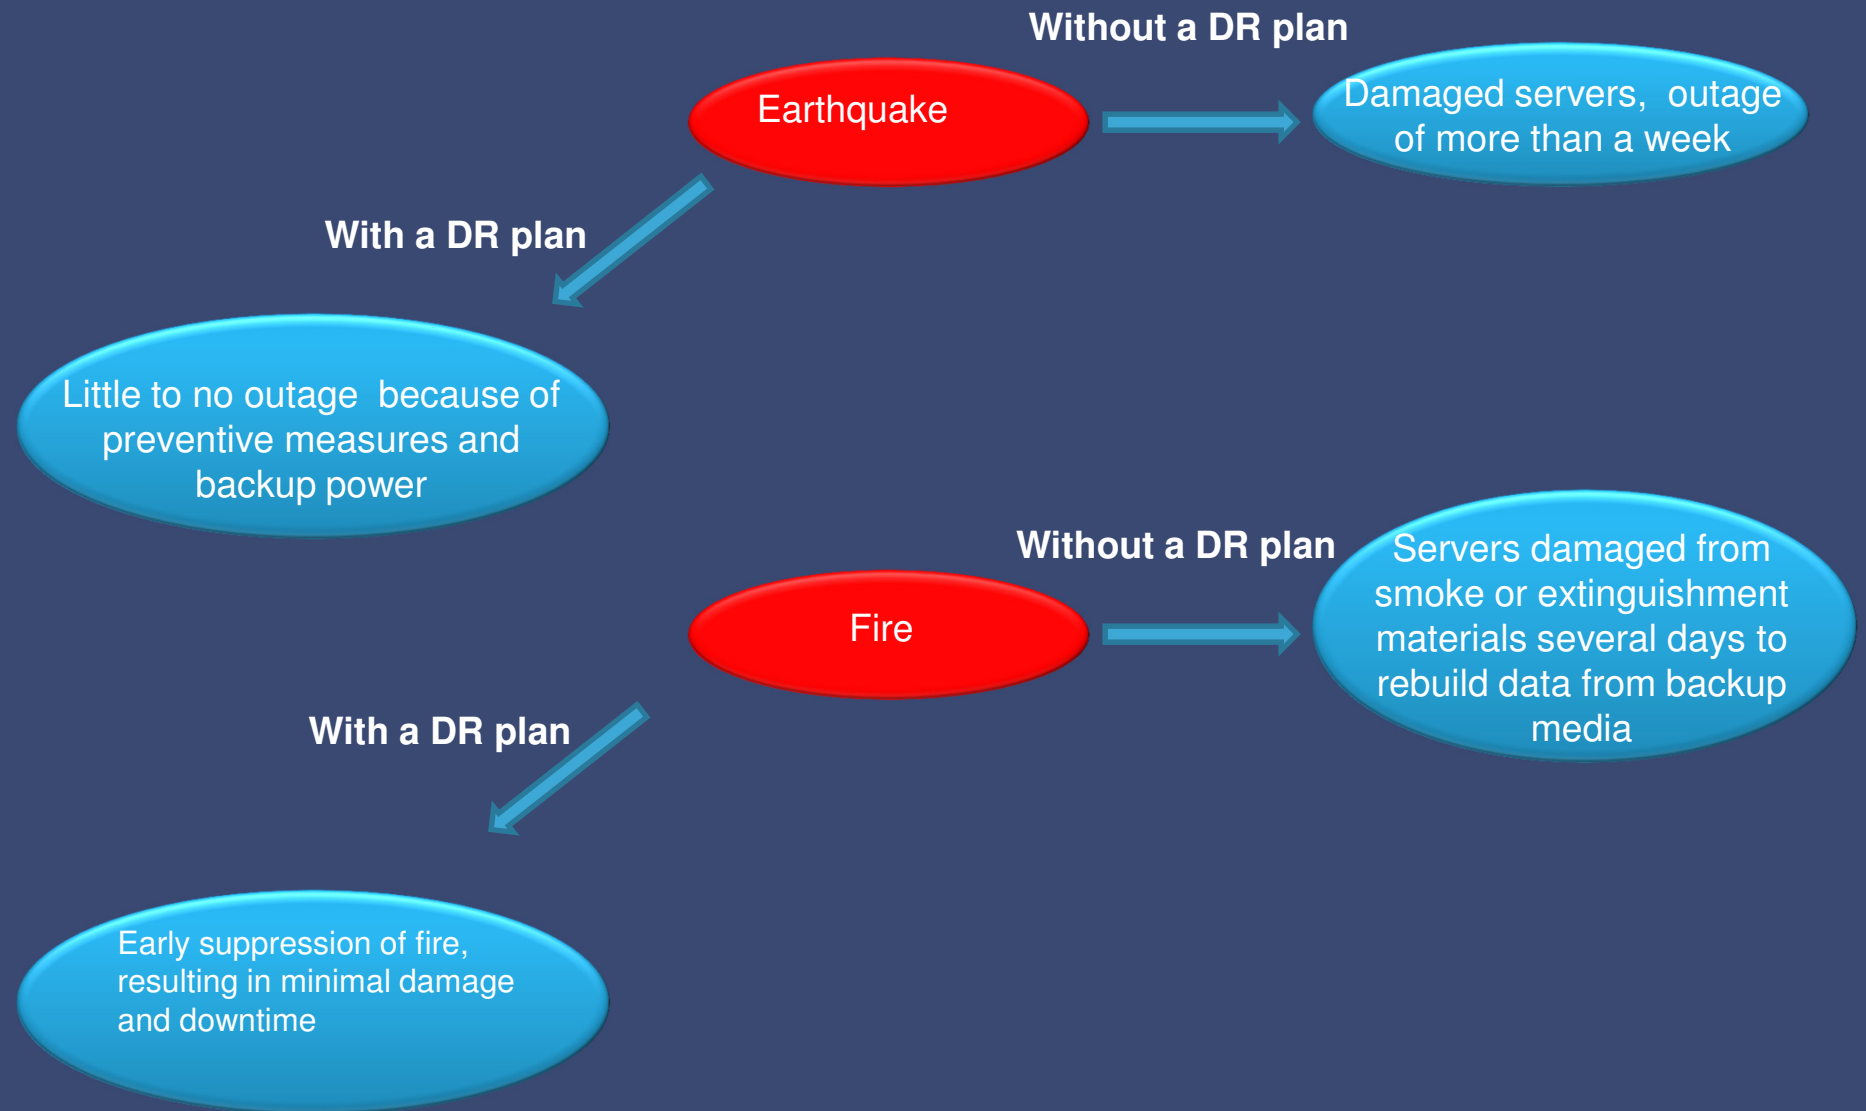 Without a DR plan
Earthquake
Damaged servers, outage
of more than a week
With a DR plan
Little to no outage because of
preventive measures and
backup power
Without a DR plan
Fire
Servers damaged from
smoke or extinguishment
materials several days to
rebuild data from backup
media
With a DR plan
Early suppression of fire,
resulting in minimal damage
and downtime